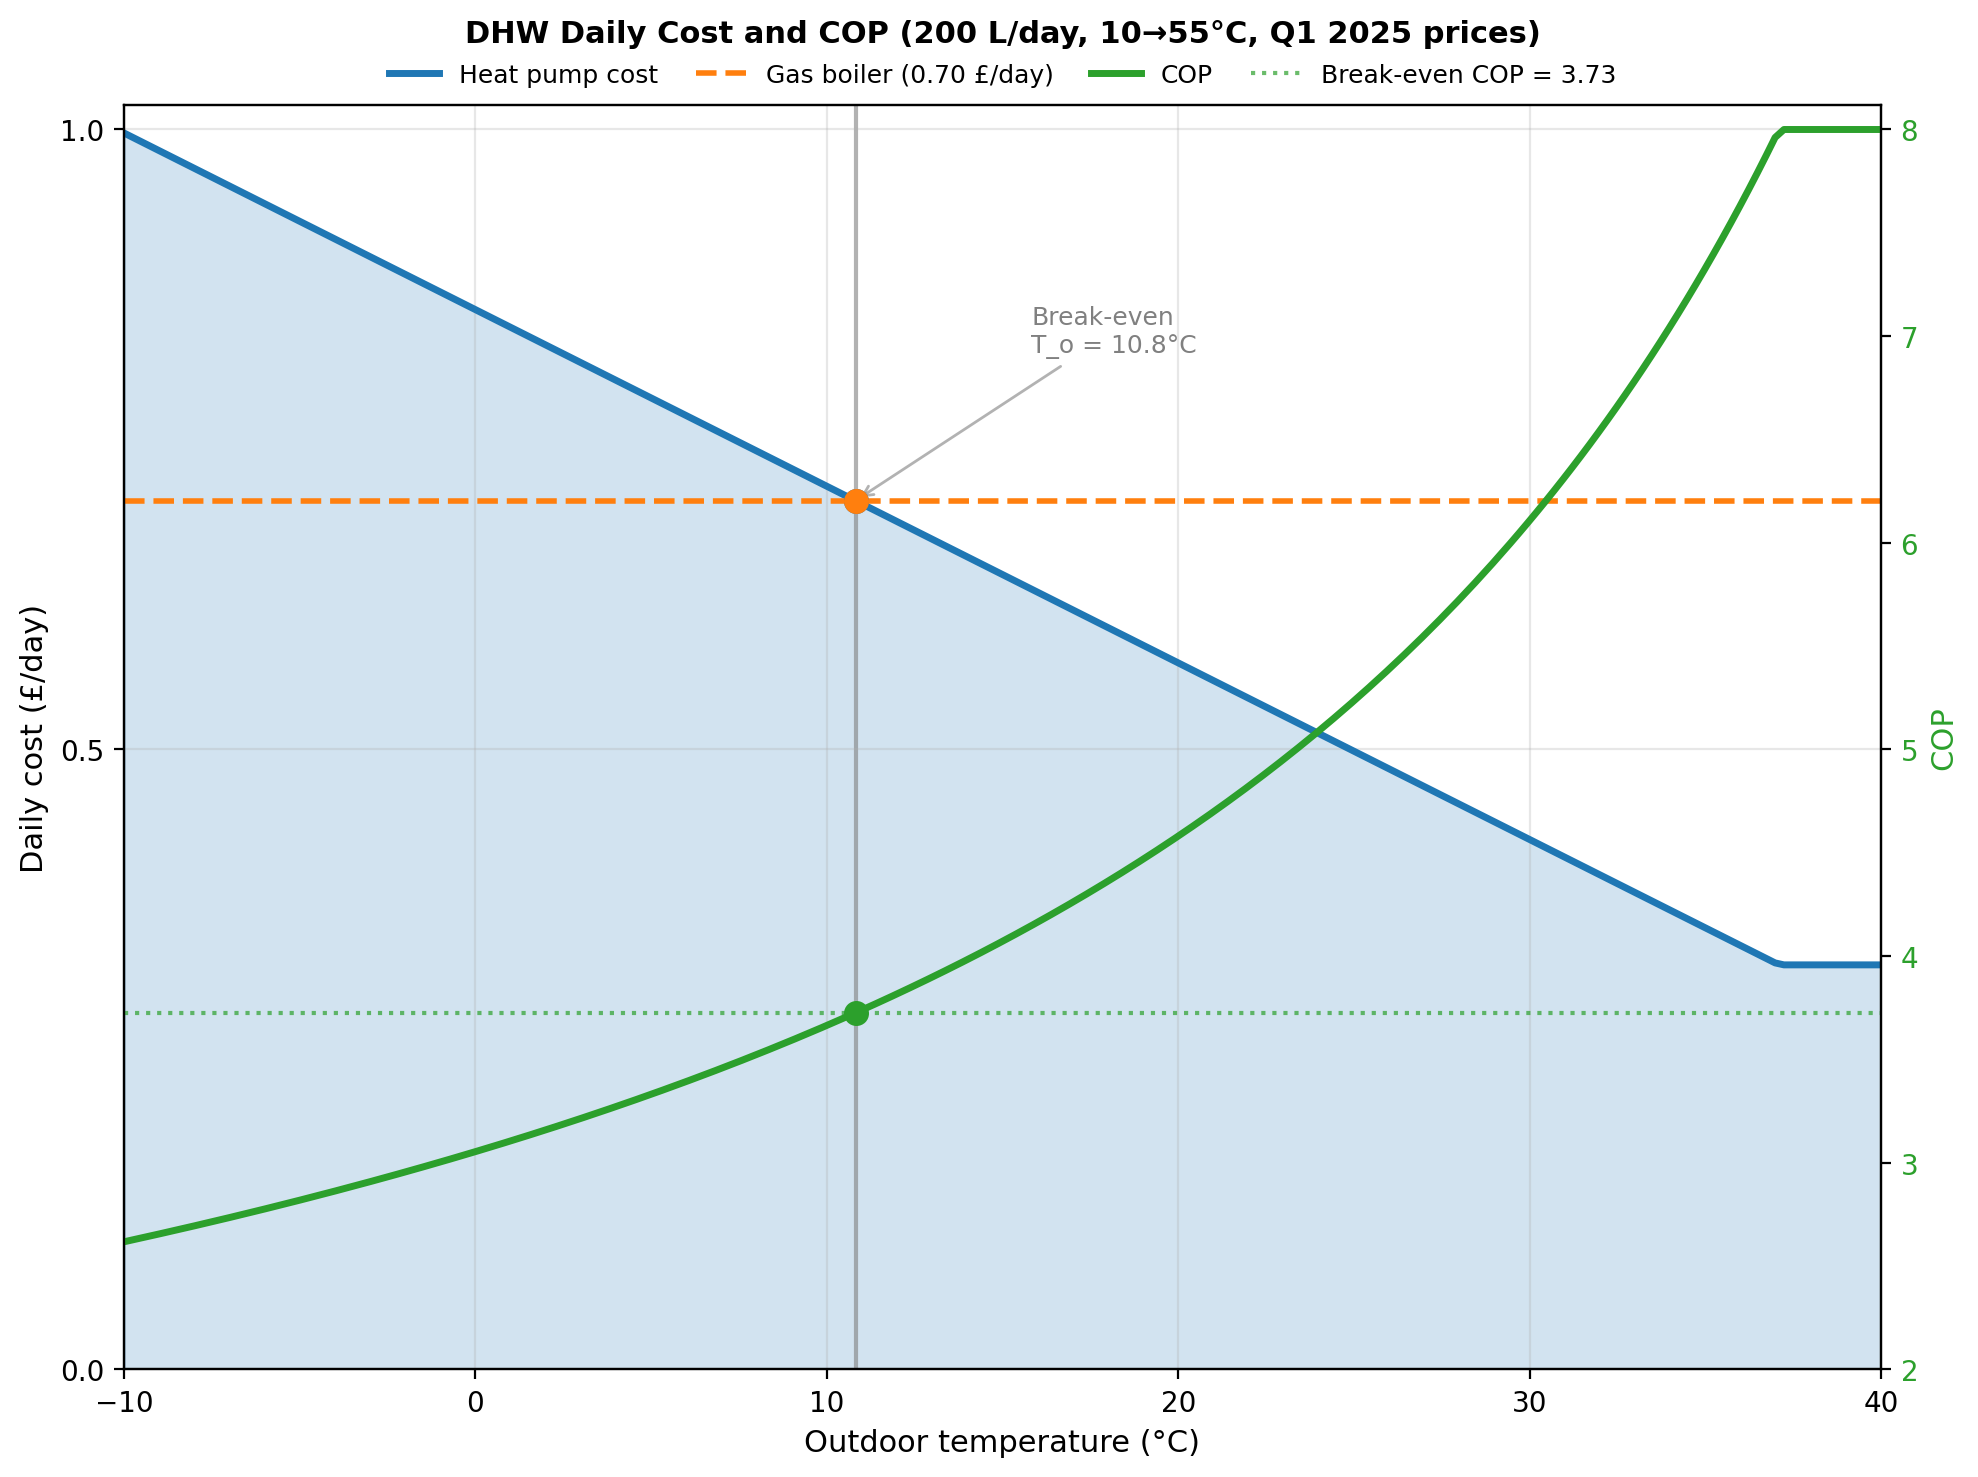 DHW Daily Cost and COP (200 L/day, 10→55°C, Q1 2025 prices)
Heat pump cost
Gas boiler (0.70 £/day)
COP
Break-even COP = 3.73
Break-even
T_o = 10.8°C
Daily cost (£/day)
1.0
0.5
0.0
8
7
6
5
4
3
2
COP
−10
0
10
20
30
40
Outdoor temperature (°C)